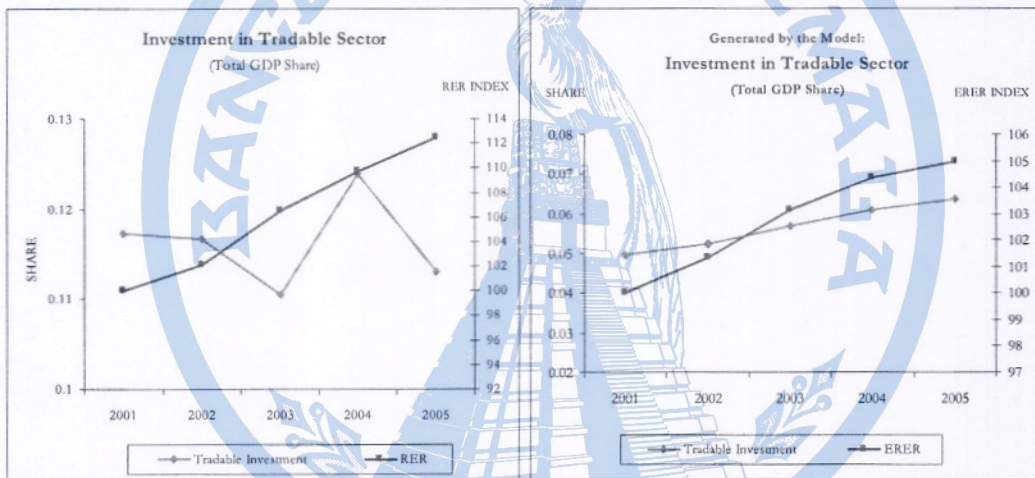 Investment in Tradable Sector
(Total GDP Share)
RER INDEX
0.13
0.12
0.11
0.1
SHARE
114
112
110
108
106
104
102
100
98
96
94
92
2001 2002 2003 2004 2005
Tradable Investment RER
Generated by the Model:
Investment in Tradable Sector
(Total GDP Share)
SHARE
ERER INDEX
0.08
0.07
0.06
0.05
0.04
0.03
0.02
106
105
104
103
102
101
100
99
98
97
2001 2002 2003 2004 2005
Tradable Investment ERER